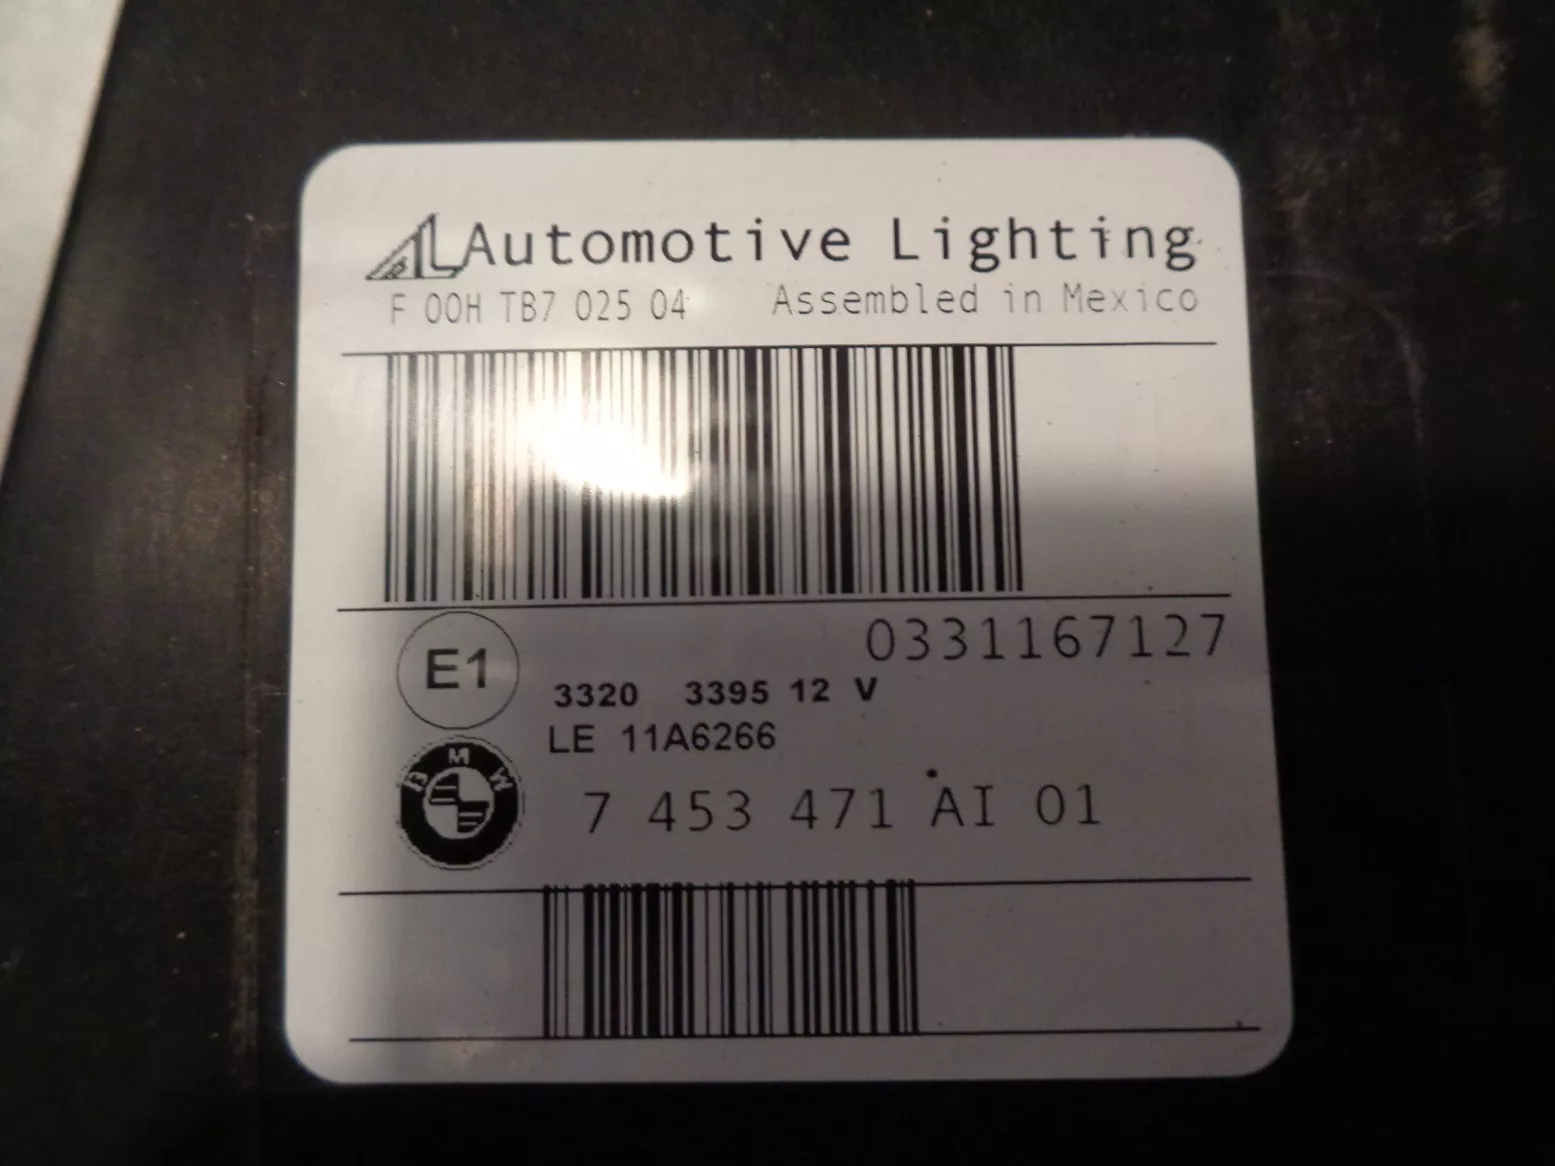 AL Automotive Lighting
F 00H TB7 025 04 Assembled in Mexico
0331167127
E1
3320 3395 12 V
LE 11A6266
BMW
7 453 471 AI 01